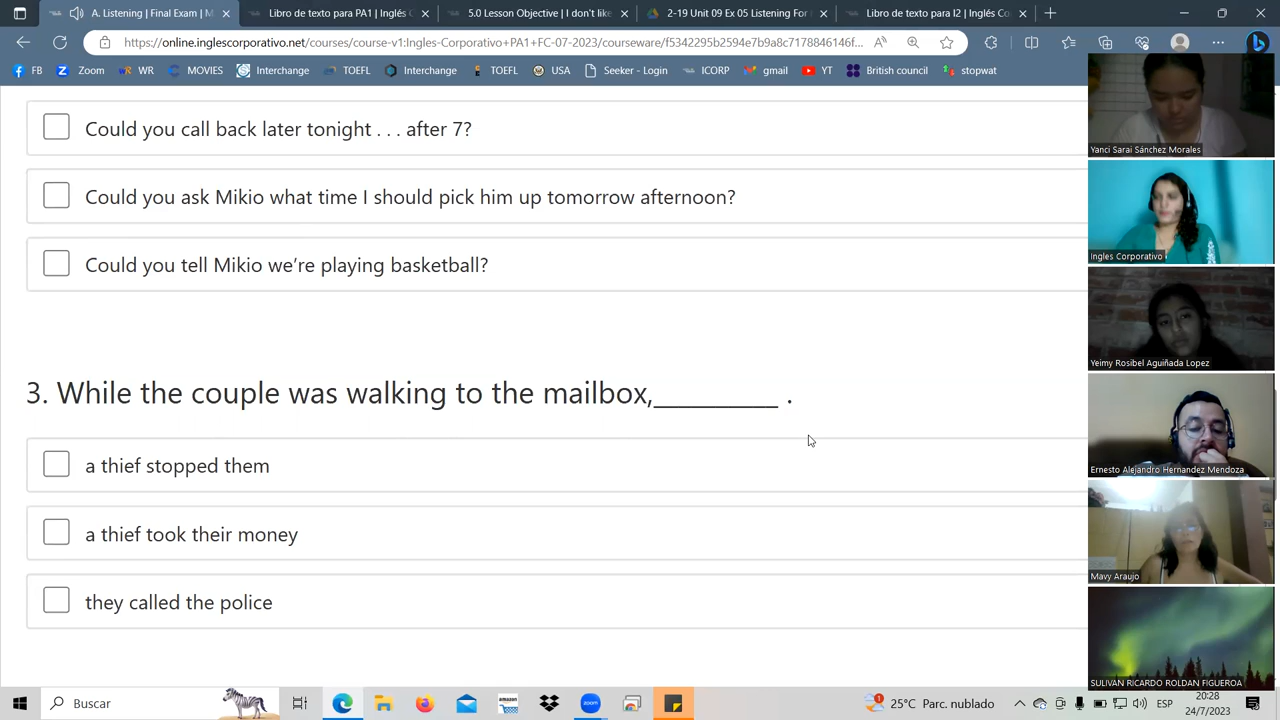 Listening | Final Exam |
Libro de texto para PA1 | Inglés
5.0 Lesson Objective | I don't like
2-19 Unit 03 Ex 05 Listening For
Libro de texto para I2 | Inglés Co
https://online.inglescorporativo.net/courses/course-v1:Ingles-Corporativo+PA1+FC-07-2023/courseware/f5342295b2594e7b9a8c7178846146f...
FB Zoom WR MOVIES Interchange TOEFL Interchange TOEFL USA Seeker - Login ICORP gmail YT British council stopwat
Could you call back later tonight . . . after 7?
Could you ask Mikio what time I should pick him up tomorrow afternoon?
Could you tell Mikio we're playing basketball?
3. While the couple was walking to the mailbox,__________ .
a thief stopped them
a thief took their money
they called the police
Yanci Sarai Sánchez Morales
Ingles Corporativo
Yeimy Rosibel Aguiñada Lopez
Ernesto Alejandro Hernandez Mendoza
Mavy Araujo
SULIVAN RICARDO ROLDAN FIGUEROA
Buscar
amazon
zoom
1
25°C Parc. nublado
ESP
20:28
24/7/2023